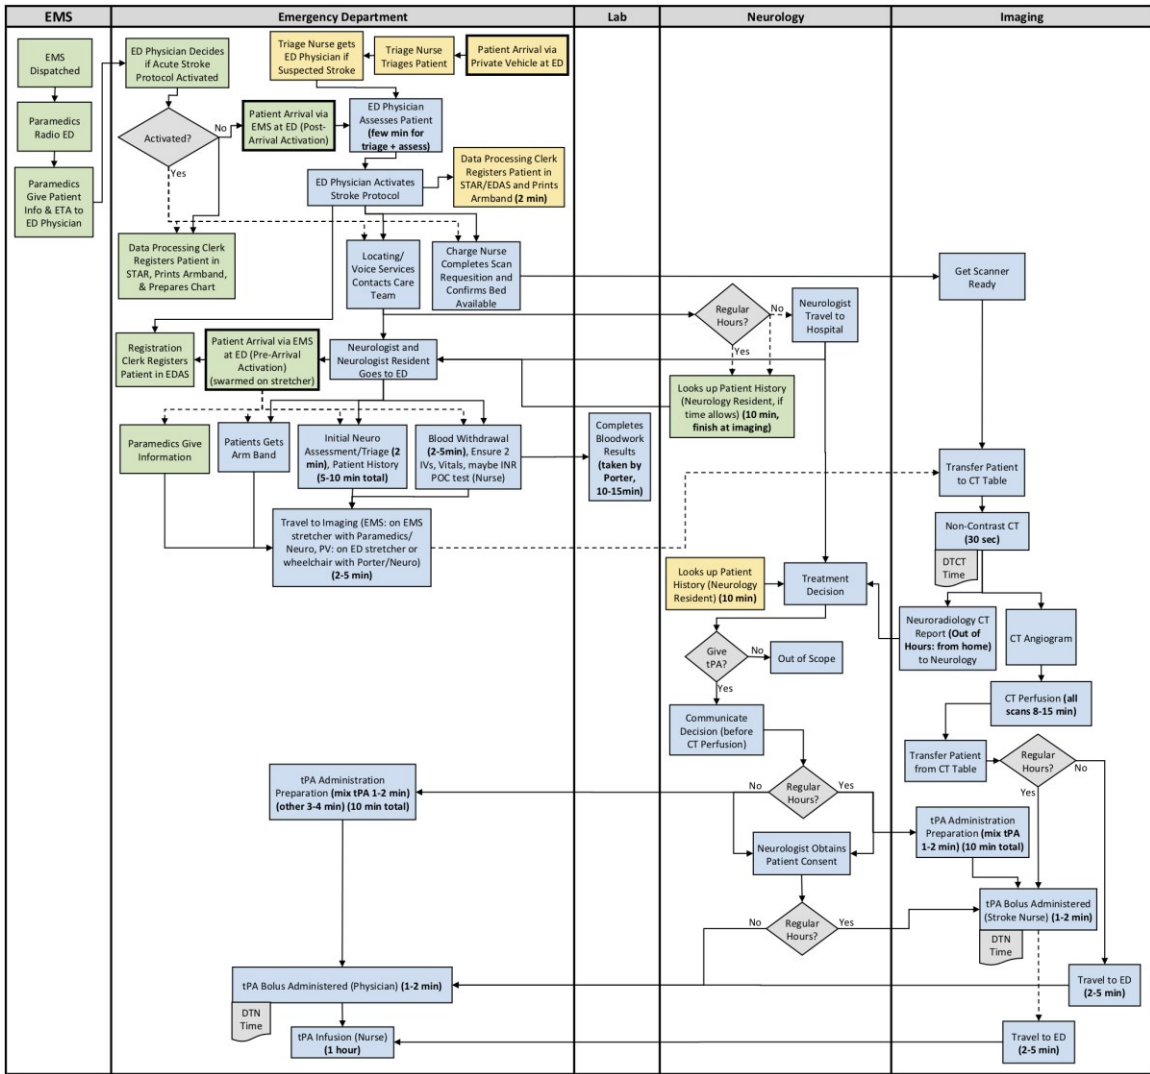 EMS
Emergency Department
Lab
Neurology
Imaging
EMS
Dispatched
Paramedics
Radio ED
Paramedics
Give Patient
Info & ETA to
ED Physician
ED Physician Decides
if Acute Stroke
Protocol Activated
Activated?
No
Yes
Patient Arrival via
EMS at ED (Post-
Arrival Activation)
Triage Nurse gets
ED Physician if
Suspected Stroke
Triage Nurse
Triages Patient
Patient Arrival via
Private Vehicle at ED
ED Physician
Assesses Patient
(few min for
triage + assess)
ED Physician Activates
Stroke Protocol
Data Processing Clerk
Registers Patient in
STAR/EDAS and Prints
Armband (2 min)
Data Processing Clerk
Registers Patient in
STAR, Prints Armband,
& Prepares Chart
Locating/
Voice Services
Contacts Care
Team
Charge Nurse
Completes Scan
Requesition and
Confirms Bed
Available
Get Scanner
Ready
Regular
Hours?
No
Yes
Neurologist
Travel to
Hospital
Registration
Clerk Registers
Patient in EDAS
Patient Arrival via EMS
at ED (Pre-Arrival
Activation)
(swarmed on stretcher)
Neurologist and
Neurologist Resident
Goes to ED
Looks up Patient History
(Neurology Resident, if
time allows) (10 min,
finish at imaging)
Paramedics Give
Information
Patients Gets
Arm Band
Initial Neuro
Assessment/Triage (2
min), Patient History
(5-10 min total)
Blood Withdrawal
(2-5min), Ensure 2
IVs, Vitals, maybe INR
POC test (Nurse)
Completes
Bloodwork
Results
(taken by
Porter,
10-15min)
Transfer Patient
to CT Table
Travel to Imaging (EMS: on EMS
stretcher with Paramedics/
Neuro, PV: on ED stretcher or
wheelchair with Porter/Neuro)
(2-5 min)
Non-Contrast CT
(30 sec)
DTCT
Time
Looks up Patient
History (Neurology
Resident) (10 min)
Treatment
Decision
Neuroradiology CT
Report (Out of
Hours: from home)
to Neurology
CT Angiogram
Give
tPA?
No
Yes
Out of Scope
CT Perfusion (all
scans 8-15 min)
Communicate
Decision (before
CT Perfusion)
Transfer Patient
from CT Table
Regular
Hours?
No
Yes
tPA Administration
Preparation (mix tPA 1-2 min)
(other 3-4 min) (10 min total)
No
Regular
Hours?
Yes
tPA Administration
Preparation (mix tPA
1-2 min) (10 min total)
Neurologist Obtains
Patient Consent
No
Regular
Hours?
Yes
tPA Bolus Administered
(Stroke Nurse) (1-2 min)
DTN
Time
tPA Bolus Administered (Physician) (1-2 min)
Travel to ED
(2-5 min)
DTN
Time
tPA Infusion (Nurse)
(1 hour)
Travel to ED
(2-5 min)